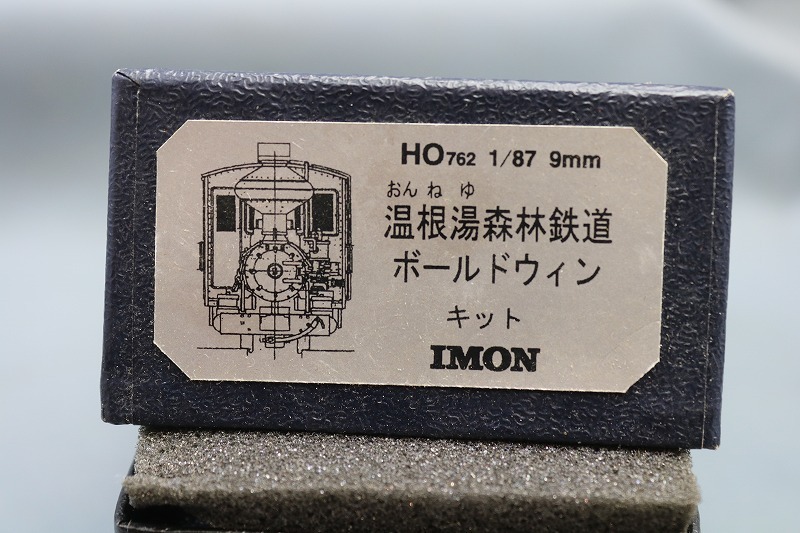 HO762 1/87 9mm
おんねゆ
温根湯森林鉄道
ボールドウィン
キット
IMON